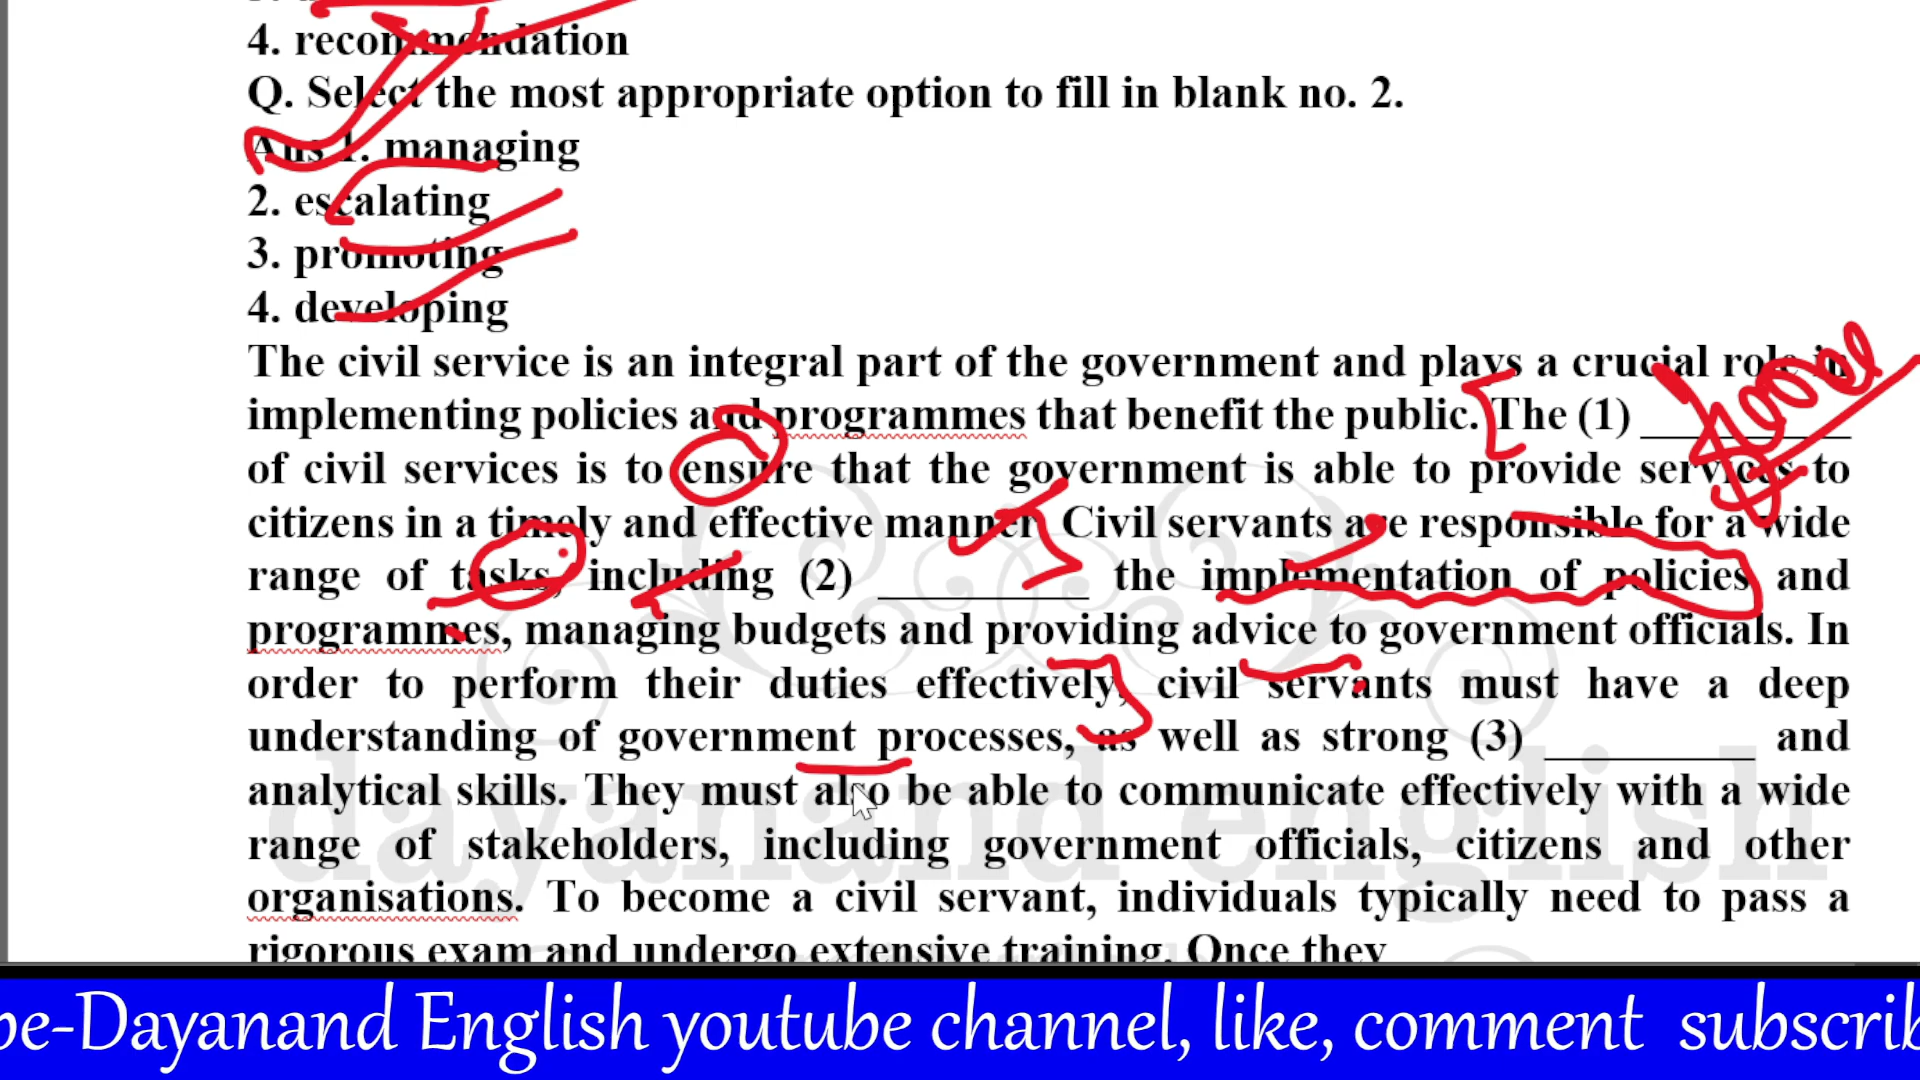 4. recommendation
Q. Select the most appropriate option to fill in blank no. 2.
Ans 1. managing
2. escalating
3. promoting
4. developing
The civil service is an integral part of the government and plays a crucial role in
implementing policies and programmes that benefit the public. The (1) _________
of civil services is to ensure that the government is able to provide services to
citizens in a timely and effective manner. Civil servants are responsible for a wide
range of tasks, including (2) _________ the implementation of policies and
programmes, managing budgets and providing advice to government officials. In
order to perform their duties effectively, civil servants must have a deep
understanding of government processes, as well as strong (3) _________ and
analytical skills. They must also be able to communicate effectively with a wide
range of stakeholders, including government officials, citizens and other
organisations. To become a civil servant, individuals typically need to pass a
rigorous exam and undergo extensive training. Once they
dayanand english
be-Dayanand English youtube channel, like, comment subscrib